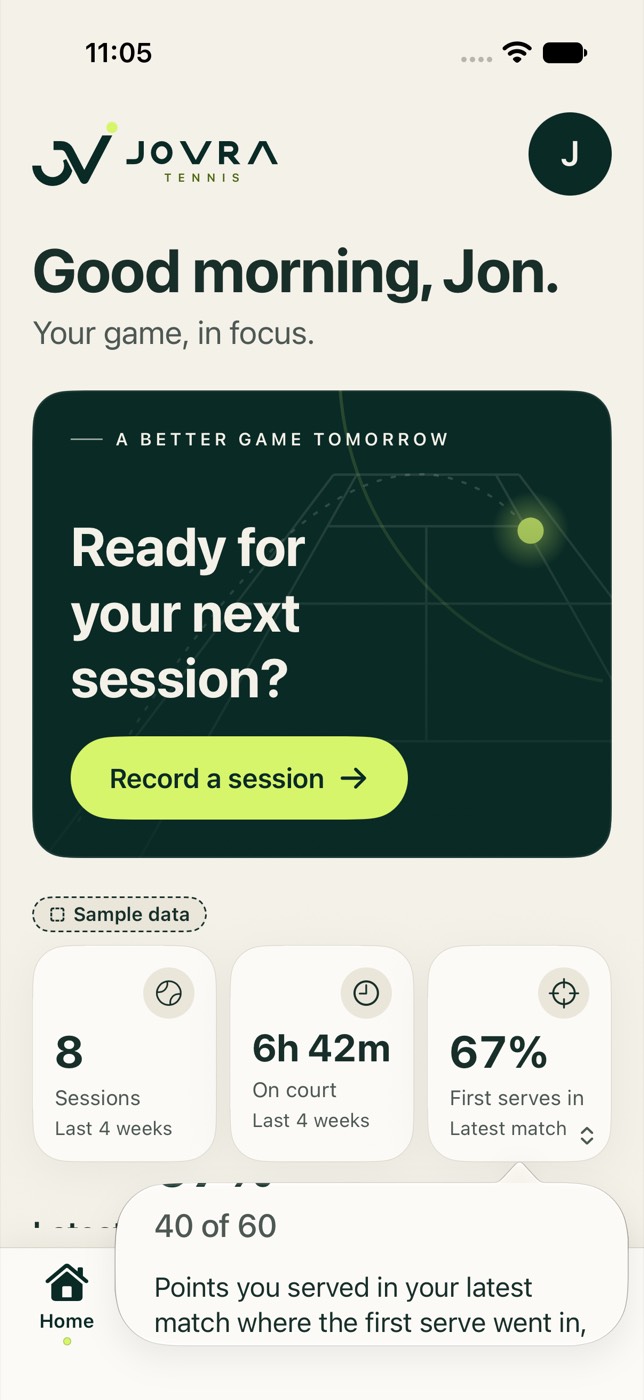 11:05
JOVRA
TENNIS
J
Good morning, Jon.
Your game, in focus.
A BETTER GAME TOMORROW
Ready for
your next
session?
Record a session
Sample data
8
Sessions
Last 4 weeks
6h 42m
On court
Last 4 weeks
67%
First serves in
Latest match
40 of 60
Points you served in your latest
match where the first serve went in,
Home